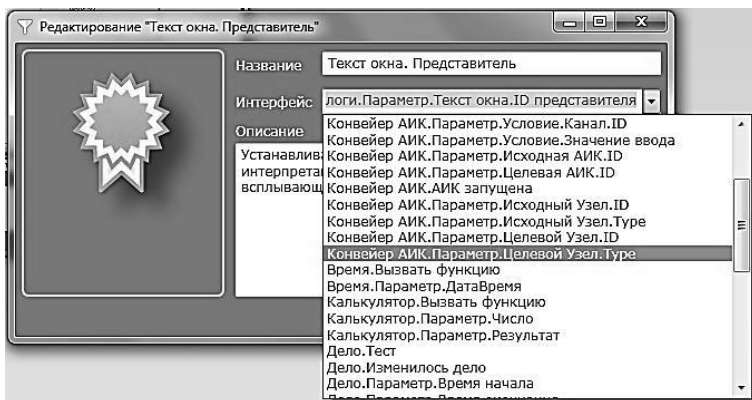 Редактирование "Текст окна. Представитель"
Название Текст окна. Представитель
Интерфейс логи.Параметр.Текст окна.ID представителя
Описание
Устанавлив
интерпрета
всплывающ
Конвейер АИК.Параметр.Условие.Канал.ID
Конвейер АИК.Параметр.Условие.Значение ввода
Конвейер АИК.Параметр.Исходная АИК.ID
Конвейер АИК.Параметр.Целевая АИК.ID
Конвейер АИК.АИК запущена
Конвейер АИК.Параметр.Исходный Узел.ID
Конвейер АИК.Параметр.Исходный Узел.Type
Конвейер АИК.Параметр.Целевой Узел.ID
Конвейер АИК.Параметр.Целевой Узел.Type
Время.Вызвать функцию
Время.Параметр.ДатаВремя
Калькулятор.Вызвать функцию
Калькулятор.Параметр.Число
Калькулятор.Параметр.Результат
Дело.Тест
Дело.Изменилось дело
Дело.Параметр.Время начала